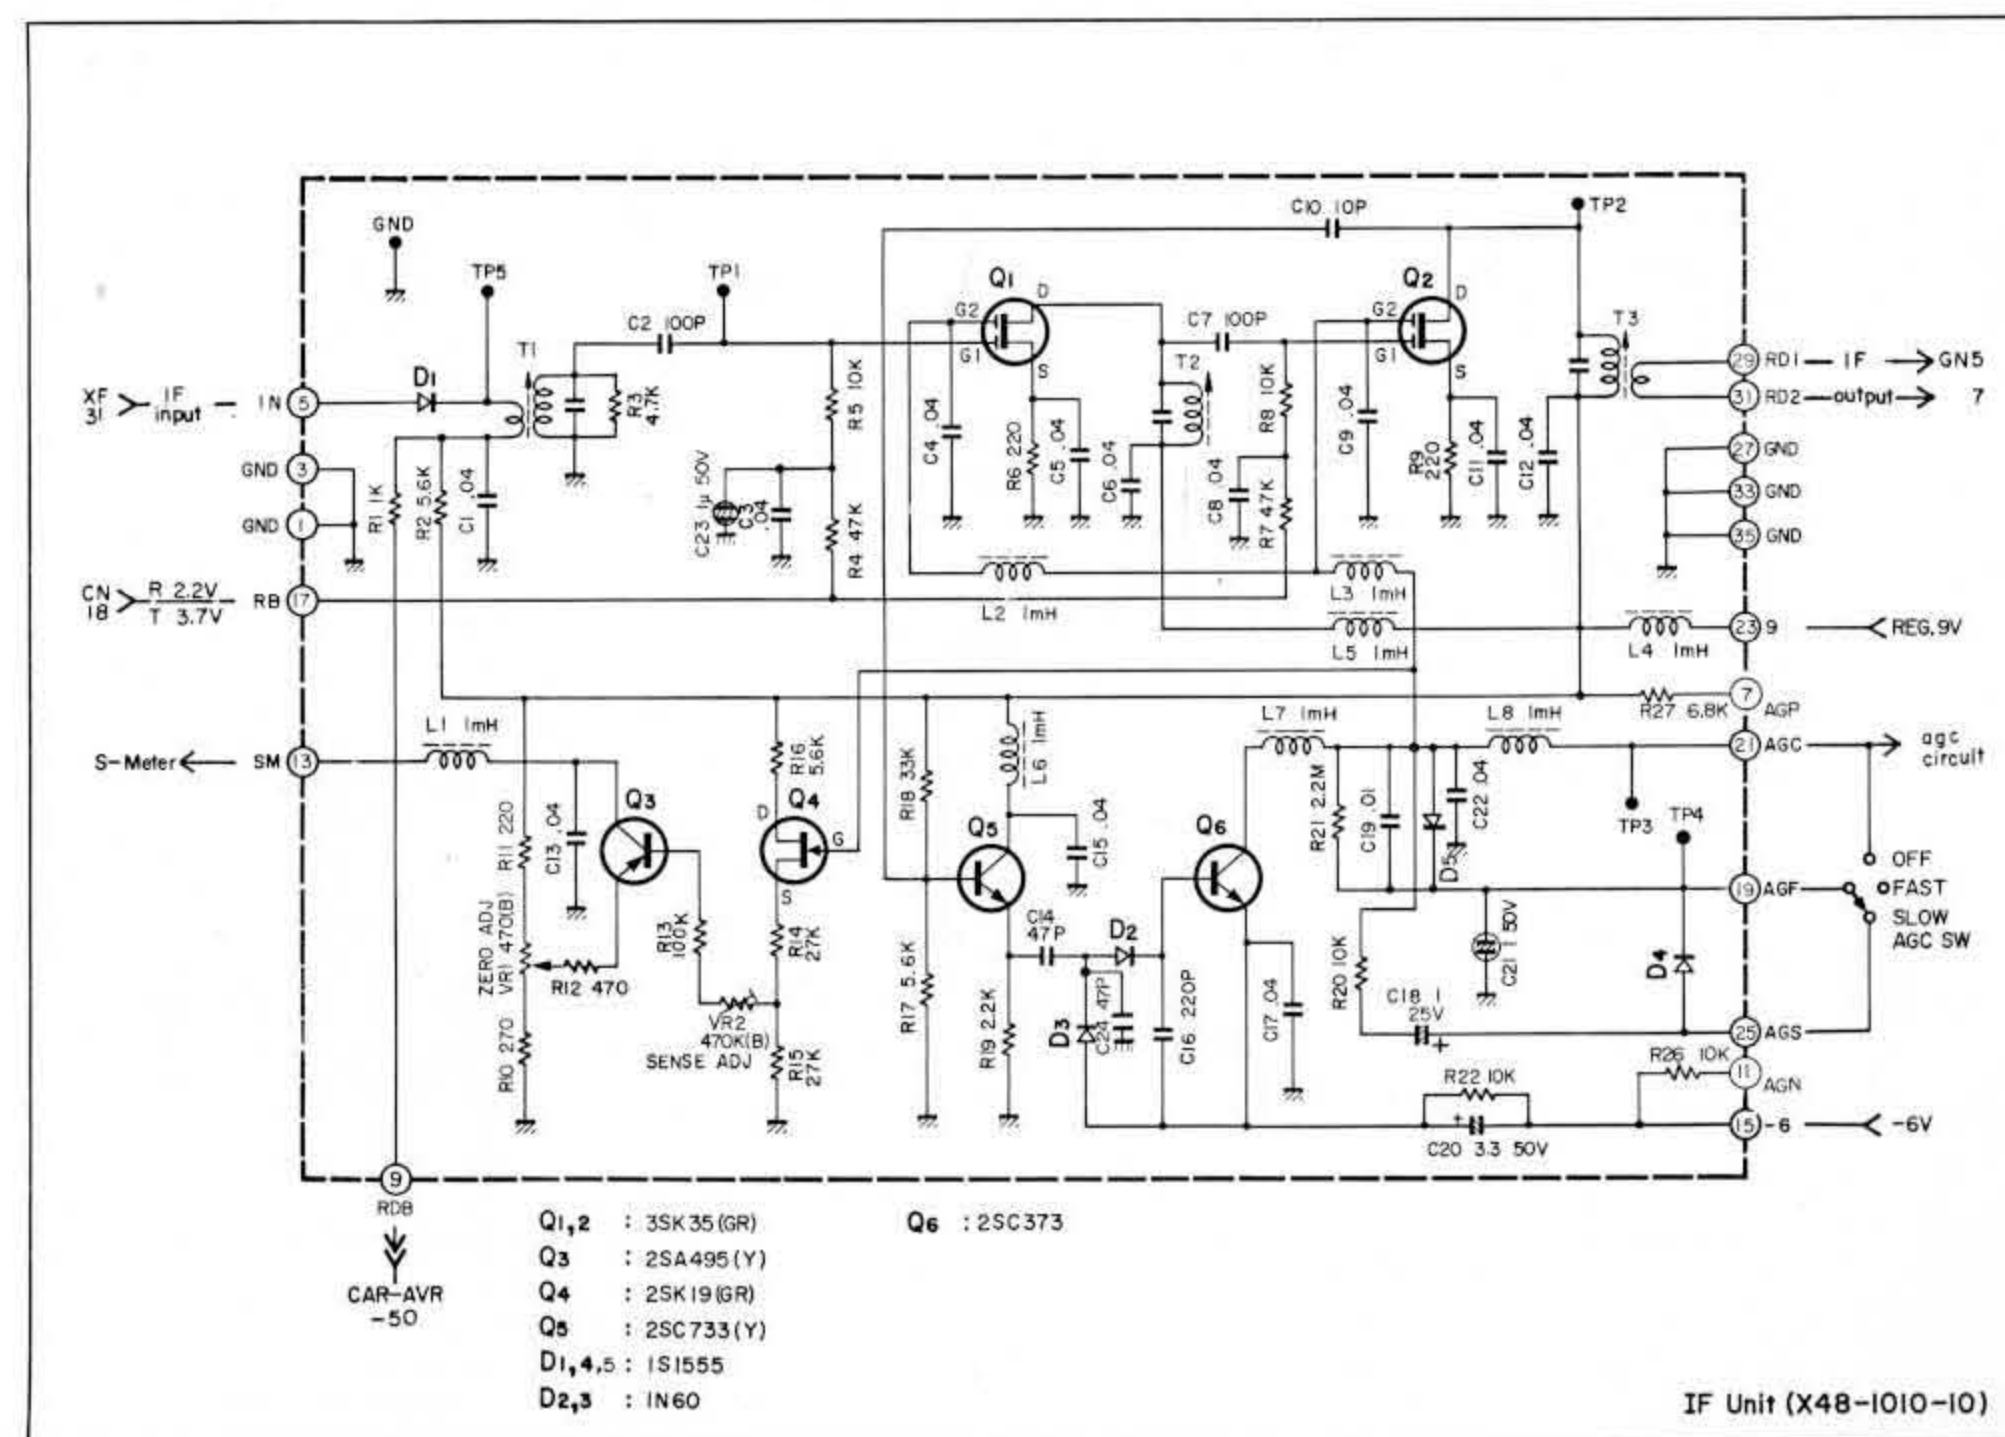 C10 10P
TP2
GND
TP5
TP1
Q1
D
G2
G1
S
Q2
D
G2
G1
S
C2 100P
C7 100P
T1
T2
T3
D1
R3
4.7K
R5 10K
R8 10K
C4 .04
C9 .04
XF
31
IF
input
IN 5
29 RD1 IF GN5
31 RD2 output 7
GND 3
GND 1
27 GND
33 GND
35 GND
R1 1K
R2 5.6K
C1 .04
C23 1μ 50V
C3
.04
R4 47K
R6 220
C5 .04
C6 .04
C8 .04
R7 47K
R9
220
C11 .04
C12 .04
CN
18
R 2.2V
T 3.7V
RB 17
L2 1mH
L3 1mH
L5 1mH
L4 1mH
23 9 REG.9V
R27 6.8K
7
AGP
S-Meter SM 13
L1 1mH
L6 1mH
L7 1mH
L8 1mH
21 AGC
agc
circuit
R11 220
C13 .04
Q3
R16
5.6K
D
Q4
G
S
R18 33K
Q5
C15 .04
Q6
R21 2.2M
C19 .01
D5
C22 .04
TP3
TP4
19 AGF
OFF
FAST
SLOW
AGC SW
ZERO ADJ
VR1 470(B)
R12 470
R13
100K
R14
27K
VR2
470K(B)
SENSE ADJ
R15
27K
R10 270
R17 5.6K
R19 2.2K
C14
47P
D2
D3
C24 47P
C16 220P
C17 .04
R20 10K
C18 1
25V
+
C21 1 50V
D4
25 AGS
R26 10K
11
AGN
R22 10K
+
C20 3.3 50V
15 -6 -6V
9
RDB
CAR-AVR
-50
Q1,2 : 3SK35(GR)
Q3 : 2SA495(Y)
Q4 : 2SK19(GR)
Q5 : 2SC733(Y)
D1,4,5 : 1S1555
D2,3 : 1N60
Q6 : 2SC373
IF Unit (X48-1010-10)